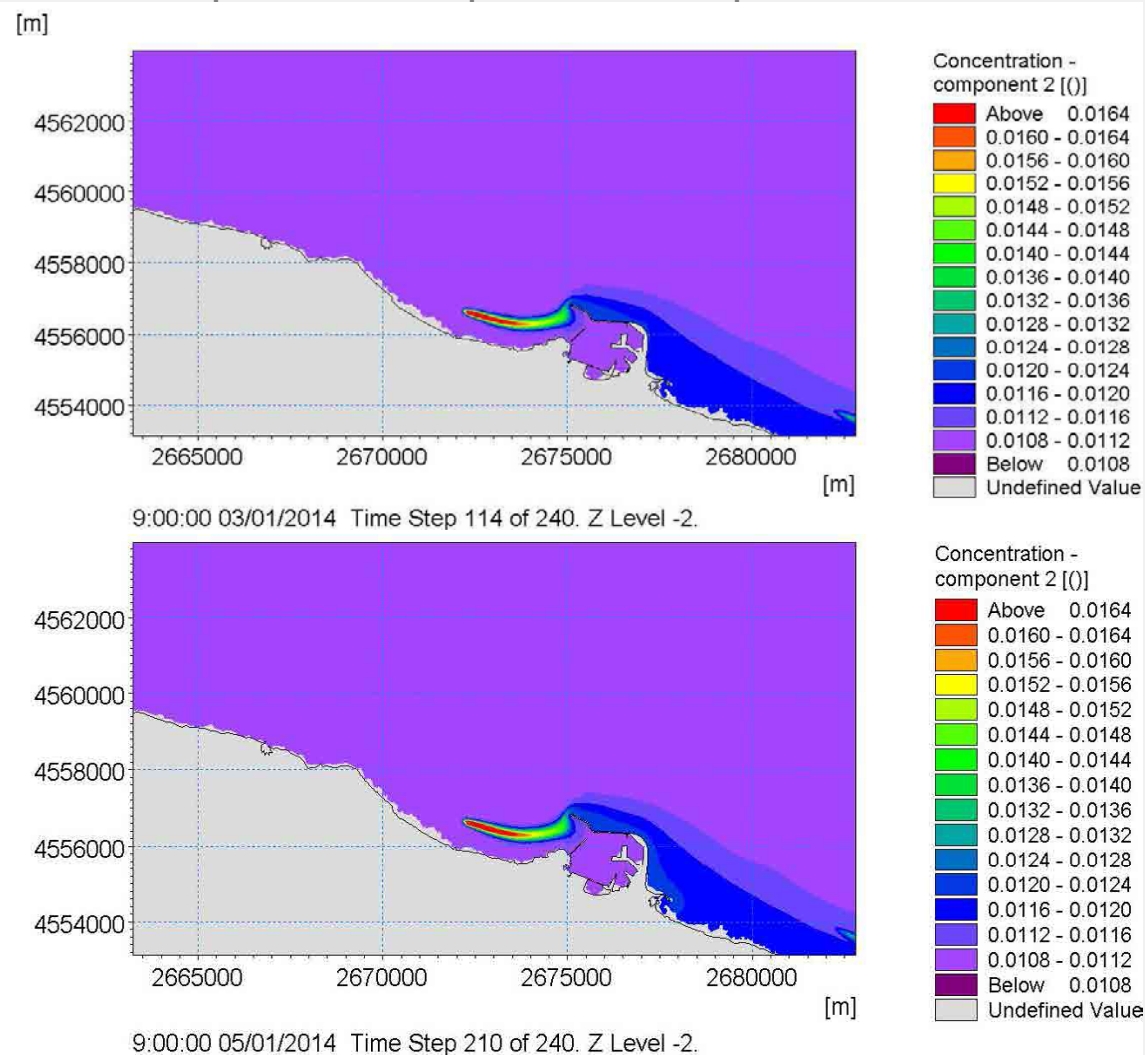 [m]
Concentration -
component 2 [()]
Above 0.0164
0.0160 - 0.0164
0.0156 - 0.0160
0.0152 - 0.0156
0.0148 - 0.0152
0.0144 - 0.0148
0.0140 - 0.0144
0.0136 - 0.0140
0.0132 - 0.0136
0.0128 - 0.0132
0.0124 - 0.0128
0.0120 - 0.0124
0.0116 - 0.0120
0.0112 - 0.0116
0.0108 - 0.0112
Below 0.0108
Undefined Value
4562000
4560000
4558000
4556000
4554000
2665000 2670000 2675000 2680000
[m]
9:00:00 03/01/2014 Time Step 114 of 240. Z Level -2.
Concentration -
component 2 [()]
Above 0.0164
0.0160 - 0.0164
0.0156 - 0.0160
0.0152 - 0.0156
0.0148 - 0.0152
0.0144 - 0.0148
0.0140 - 0.0144
0.0136 - 0.0140
0.0132 - 0.0136
0.0128 - 0.0132
0.0124 - 0.0128
0.0120 - 0.0124
0.0116 - 0.0120
0.0112 - 0.0116
0.0108 - 0.0112
Below 0.0108
Undefined Value
4562000
4560000
4558000
4556000
4554000
2665000 2670000 2675000 2680000
[m]
9:00:00 05/01/2014 Time Step 210 of 240. Z Level -2.